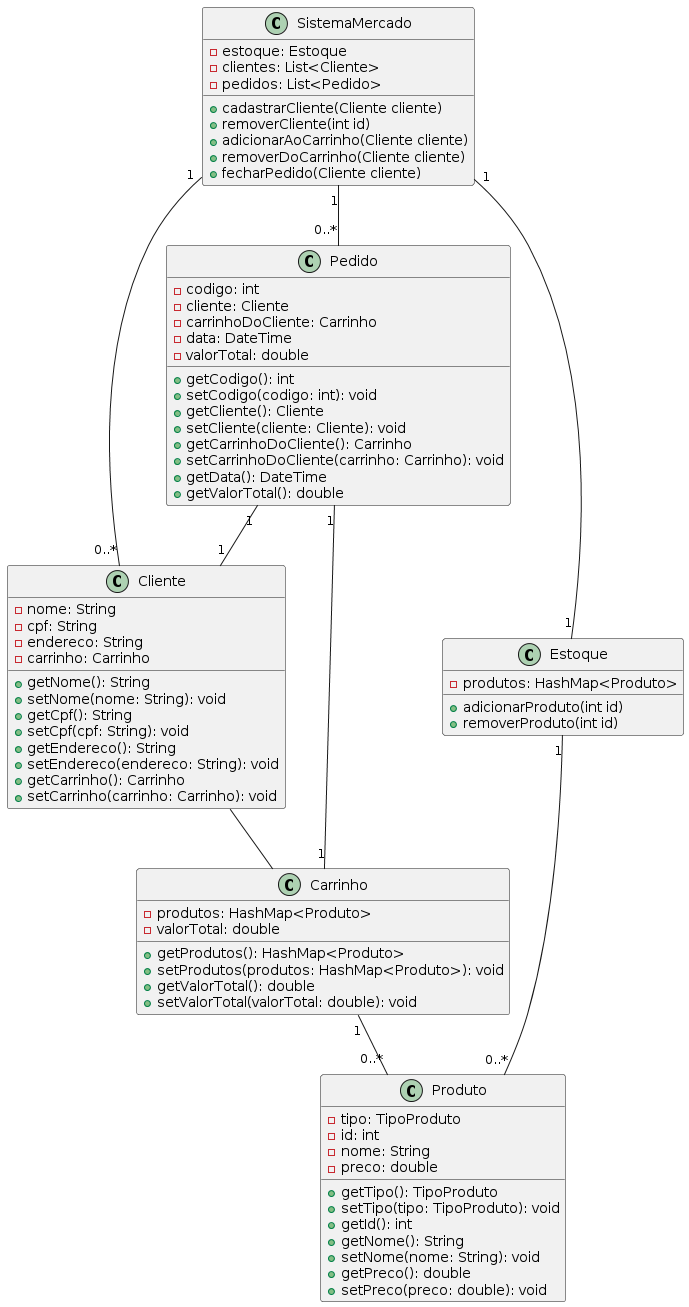 C SistemaMercado
estoque: Estoque
clientes: List<Cliente>
pedidos: List<Pedido>
cadastrarCliente(Cliente cliente)
removerCliente(int id)
adicionarAoCarrinho(Cliente cliente)
removerDoCarrinho(Cliente cliente)
fecharPedido(Cliente cliente)
1
1
1
0..*
C Pedido
codigo: int
cliente: Cliente
carrinhoDoCliente: Carrinho
data: DateTime
valorTotal: double
getCodigo(): int
setCodigo(codigo: int): void
getCliente(): Cliente
setCliente(cliente: Cliente): void
getCarrinhoDoCliente(): Carrinho
setCarrinhoDoCliente(carrinho: Carrinho): void
getData(): DateTime
getValorTotal(): double
1
1
0..*
1
C Cliente
nome: String
cpf: String
endereco: String
carrinho: Carrinho
getNome(): String
setNome(nome: String): void
getCpf(): String
setCpf(cpf: String): void
getEndereco(): String
setEndereco(endereco: String): void
getCarrinho(): Carrinho
setCarrinho(carrinho: Carrinho): void
1
C Estoque
produtos: HashMap<Produto>
adicionarProduto(int id)
removerProduto(int id)
1
1
C Carrinho
produtos: HashMap<Produto>
valorTotal: double
getProdutos(): HashMap<Produto>
setProdutos(produtos: HashMap<Produto>): void
getValorTotal(): double
setValorTotal(valorTotal: double): void
1
0..*
0..*
C Produto
tipo: TipoProduto
id: int
nome: String
preco: double
getTipo(): TipoProduto
setTipo(tipo: TipoProduto): void
getId(): int
getNome(): String
setNome(nome: String): void
getPreco(): double
setPreco(preco: double): void